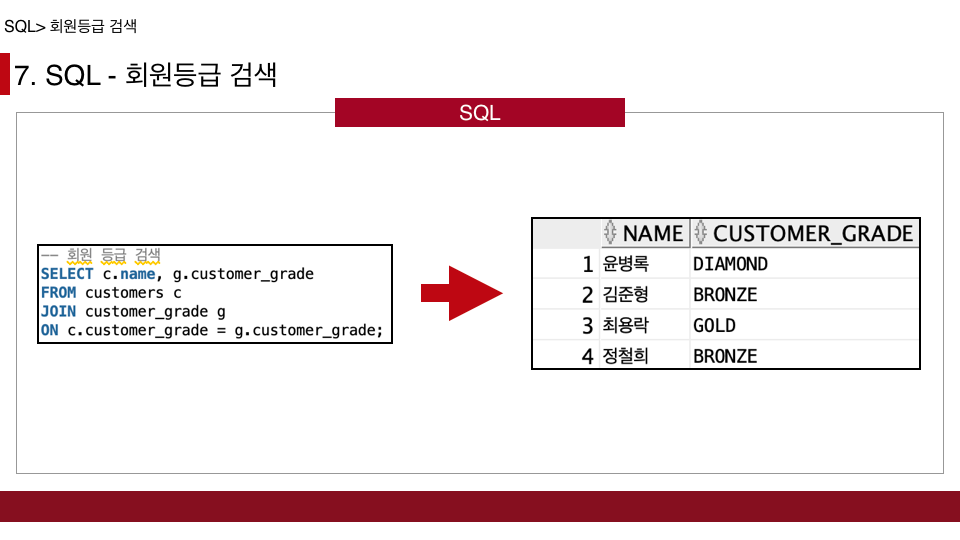 SQL> 회원등급 검색
7. SQL - 회원등급 검색
SQL
-- 회원 등급 검색
SELECT c.name, g.customer_grade
FROM customers c
JOIN customer_grade g
ON c.customer_grade = g.customer_grade;
NAME CUSTOMER_GRADE
1 윤병록 DIAMOND
2 김준형 BRONZE
3 최용락 GOLD
4 정철희 BRONZE